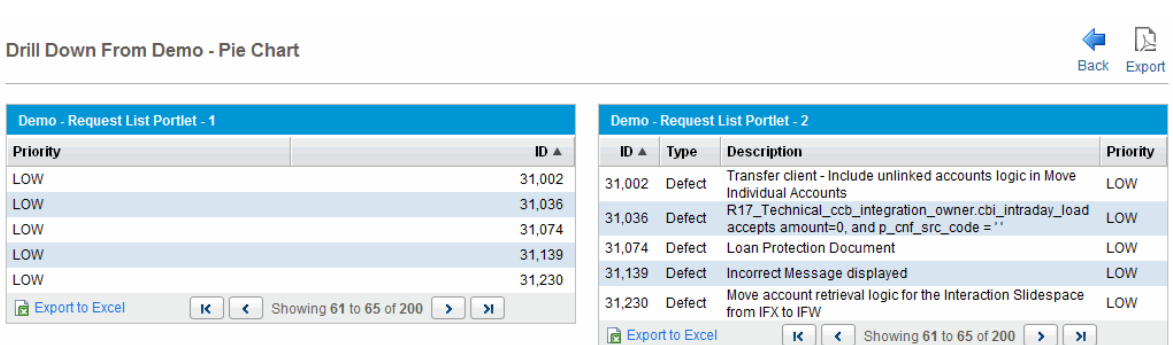 Drill Down From Demo - Pie Chart
Back Export
Demo - Request List Portlet - 1
Priority ID
LOW 31,002
LOW 31,036
LOW 31,074
LOW 31,139
LOW 31,230
Export to Excel Showing 61 to 65 of 200
Demo - Request List Portlet - 2
ID Type Description Priority
31,002 Defect Transfer client - Include unlinked accounts logic in Move LOW
Individual Accounts
31,036 Defect R17_Technical_ccb_integration_owner.cbi_intraday_load LOW
accepts amount=0, and p_cnf_src_code = ' '
31,074 Defect Loan Protection Document LOW
31,139 Defect Incorrect Message displayed LOW
31,230 Defect Move account retrieval logic for the Interaction Slidespace LOW
from IFX to IFW
Export to Excel Showing 61 to 65 of 200